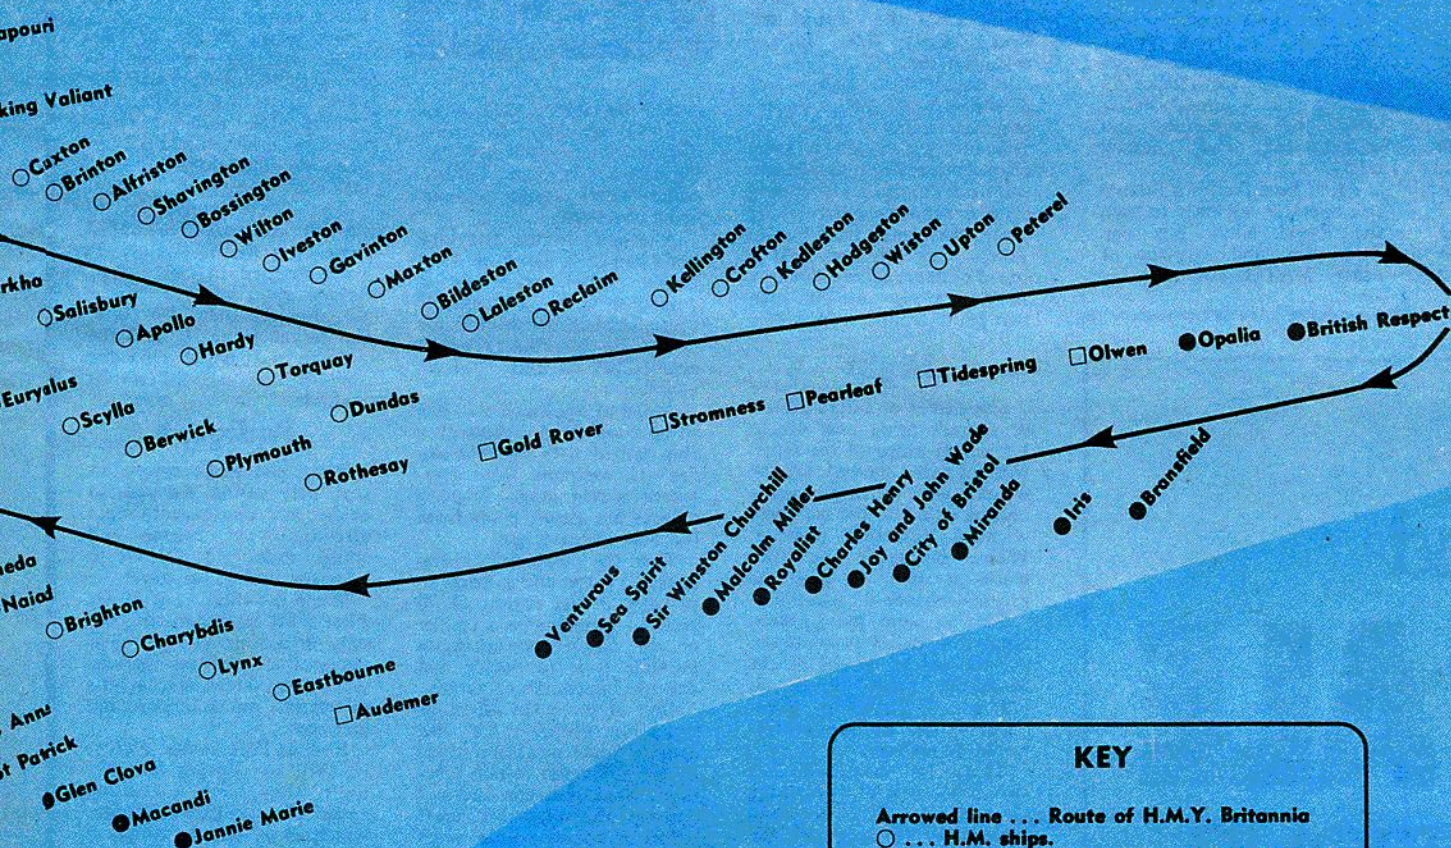 apouri
king Valiant
Cuxton
Brinton
Alfriston
Shavington
Bossington
Wilton
Iveston
Gavinton
Maxton
Bildeston
Laleston
Reclaim
Kellington
Crofton
Kedleston
Hodgeston
Wiston
Upton
Peterel
rkha
Salisbury
Apollo
Hardy
Torquay
Dundas
Euryalus
Scylla
Berwick
Plymouth
Rothesay
Gold Rover
Stromness
Pearleaf
Tidespring
Olwen
Opalia
British Respect
Venturous
Sea Spirit
Sir Winston Churchill
Malcolm Miller
Royalist
Charles Henry
Joy and John Wade
City of Bristol
Miranda
Iris
Bransfield
eda
Naiad
Brighton
Charybdis
Lynx
Eastbourne
Audemer
Anne
t Patrick
Glen Clova
Macandi
Jannie Marie
KEY
Arrowed line ... Route of H.M.Y. Britannia
○ ... H.M. ships.